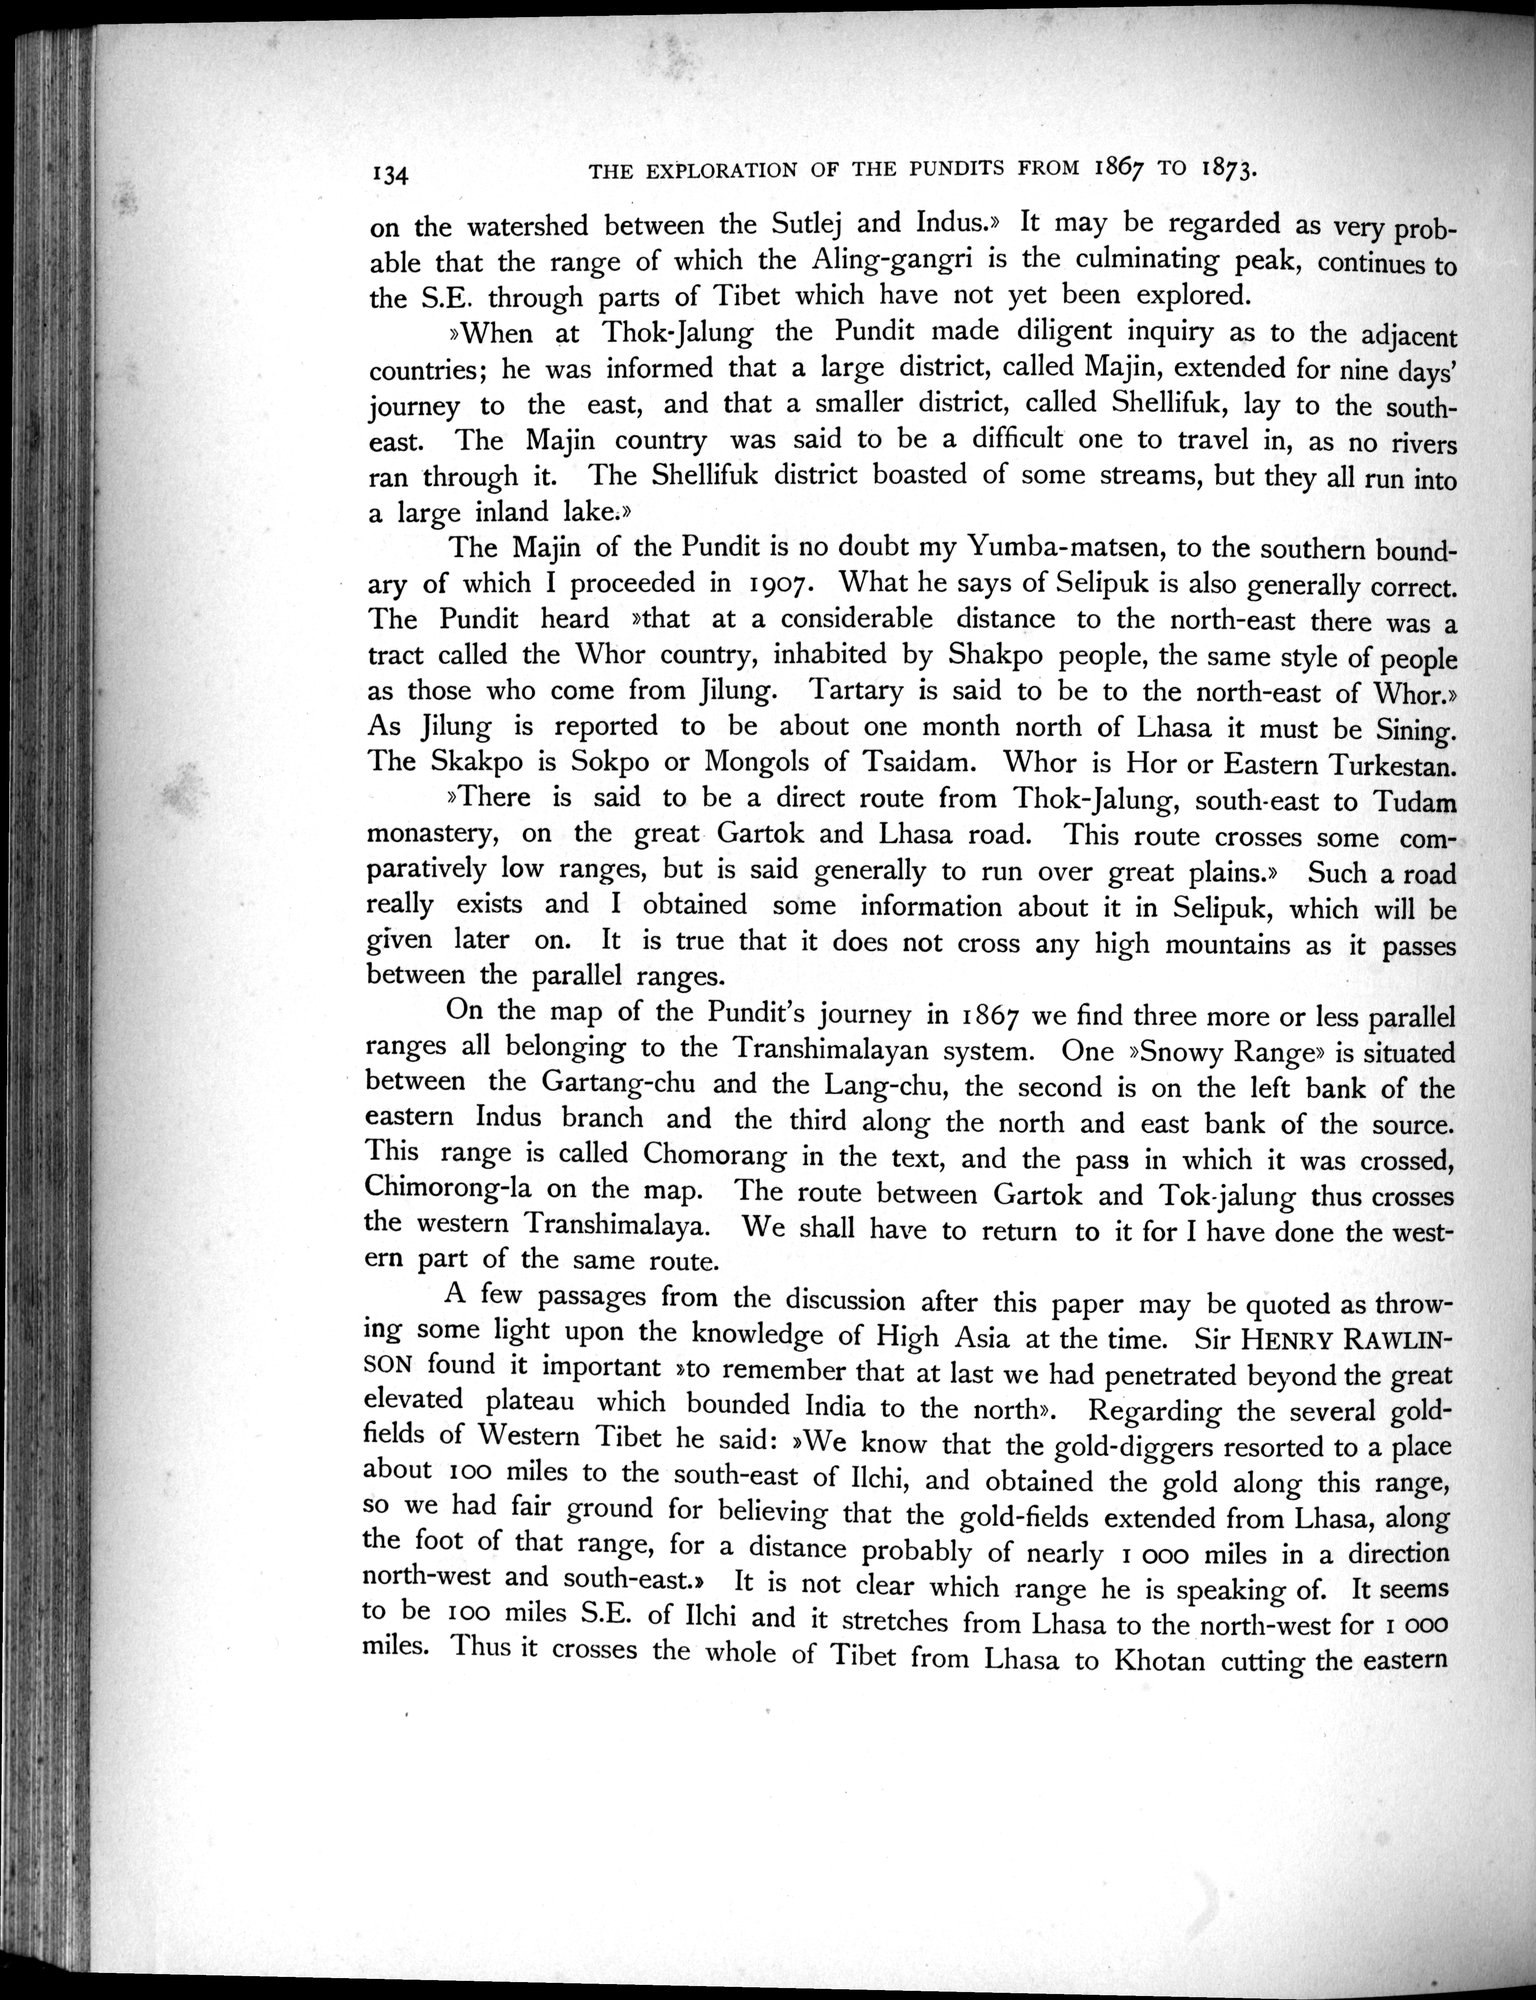 134 THE EXPLORATION OF THE PUNDITS FROM 1867 TO 1873.
on the watershed between the Sutlej and Indus.» It may be regarded as very prob-
able that the range of which the Aling-gangri is the culminating peak, continues to
the S.E. through parts of Tibet which have not yet been explored.
»When at Thok-Jalung the Pundit made diligent inquiry as to the adjacent
countries; he was informed that a large district, called Majin, extended for nine days’
journey to the east, and that a smaller district, called Shellifuk, lay to the south-
east. The Majin country was said to be a difficult one to travel in, as no rivers
ran through it. The Shellifuk district boasted of some streams, but they all run into
a large inland lake.»
The Majin of the Pundit is no doubt my Yumba-matsen, to the southern bound-
ary of which I proceeded in 1907. What he says of Selipuk is also generally correct.
The Pundit heard »that at a considerable distance to the north-east there was a
tract called the Whor country, inhabited by Shakpo people, the same style of people
as those who come from Jilung. Tartary is said to be to the north-east of Whor.»
As Jilung is reported to be about one month north of Lhasa it must be Sining.
The Skakpo is Sokpo or Mongols of Tsaidam. Whor is Hor or Eastern Turkestan.
»There is said to be a direct route from Thok-Jalung, south-east to Tudam
monastery, on the great Gartok and Lhasa road. This route crosses some com-
paratively low ranges, but is said generally to run over great plains.» Such a road
really exists and I obtained some information about it in Selipuk, which will be
given later on. It is true that it does not cross any high mountains as it passes
between the parallel ranges.
On the map of the Pundit’s journey in 1867 we find three more or less parallel
ranges all belonging to the Transhimalayan system. One »Snowy Range» is situated
between the Gartang-chu and the Lang-chu, the second is on the left bank of the
eastern Indus branch and the third along the north and east bank of the source.
This range is called Chomorang in the text, and the pass in which it was crossed,
Chimorong-la on the map. The route between Gartok and Tok-jalung thus crosses
the western Transhimalaya. We shall have to return to it for I have done the west-
ern part of the same route.
A few passages from the discussion after this paper may be quoted as throw-
ing some light upon the knowledge of High Asia at the time. Sir HENRY RAWLIN-
SON found it important »to remember that at last we had penetrated beyond the great
elevated plateau which bounded India to the north». Regarding the several gold-
fields of Western Tibet he said: »We know that the gold-diggers resorted to a place
about 100 miles to the south-east of Ilchi, and obtained the gold along this range,
so we had fair ground for believing that the gold-fields extended from Lhasa, along
the foot of that range, for a distance probably of nearly 1 000 miles in a direction
north-west and south-east.» It is not clear which range he is speaking of. It seems
to be 100 miles S.E. of Ilchi and it stretches from Lhasa to the north-west for 1 000
miles. Thus it crosses the whole of Tibet from Lhasa to Khotan cutting the eastern